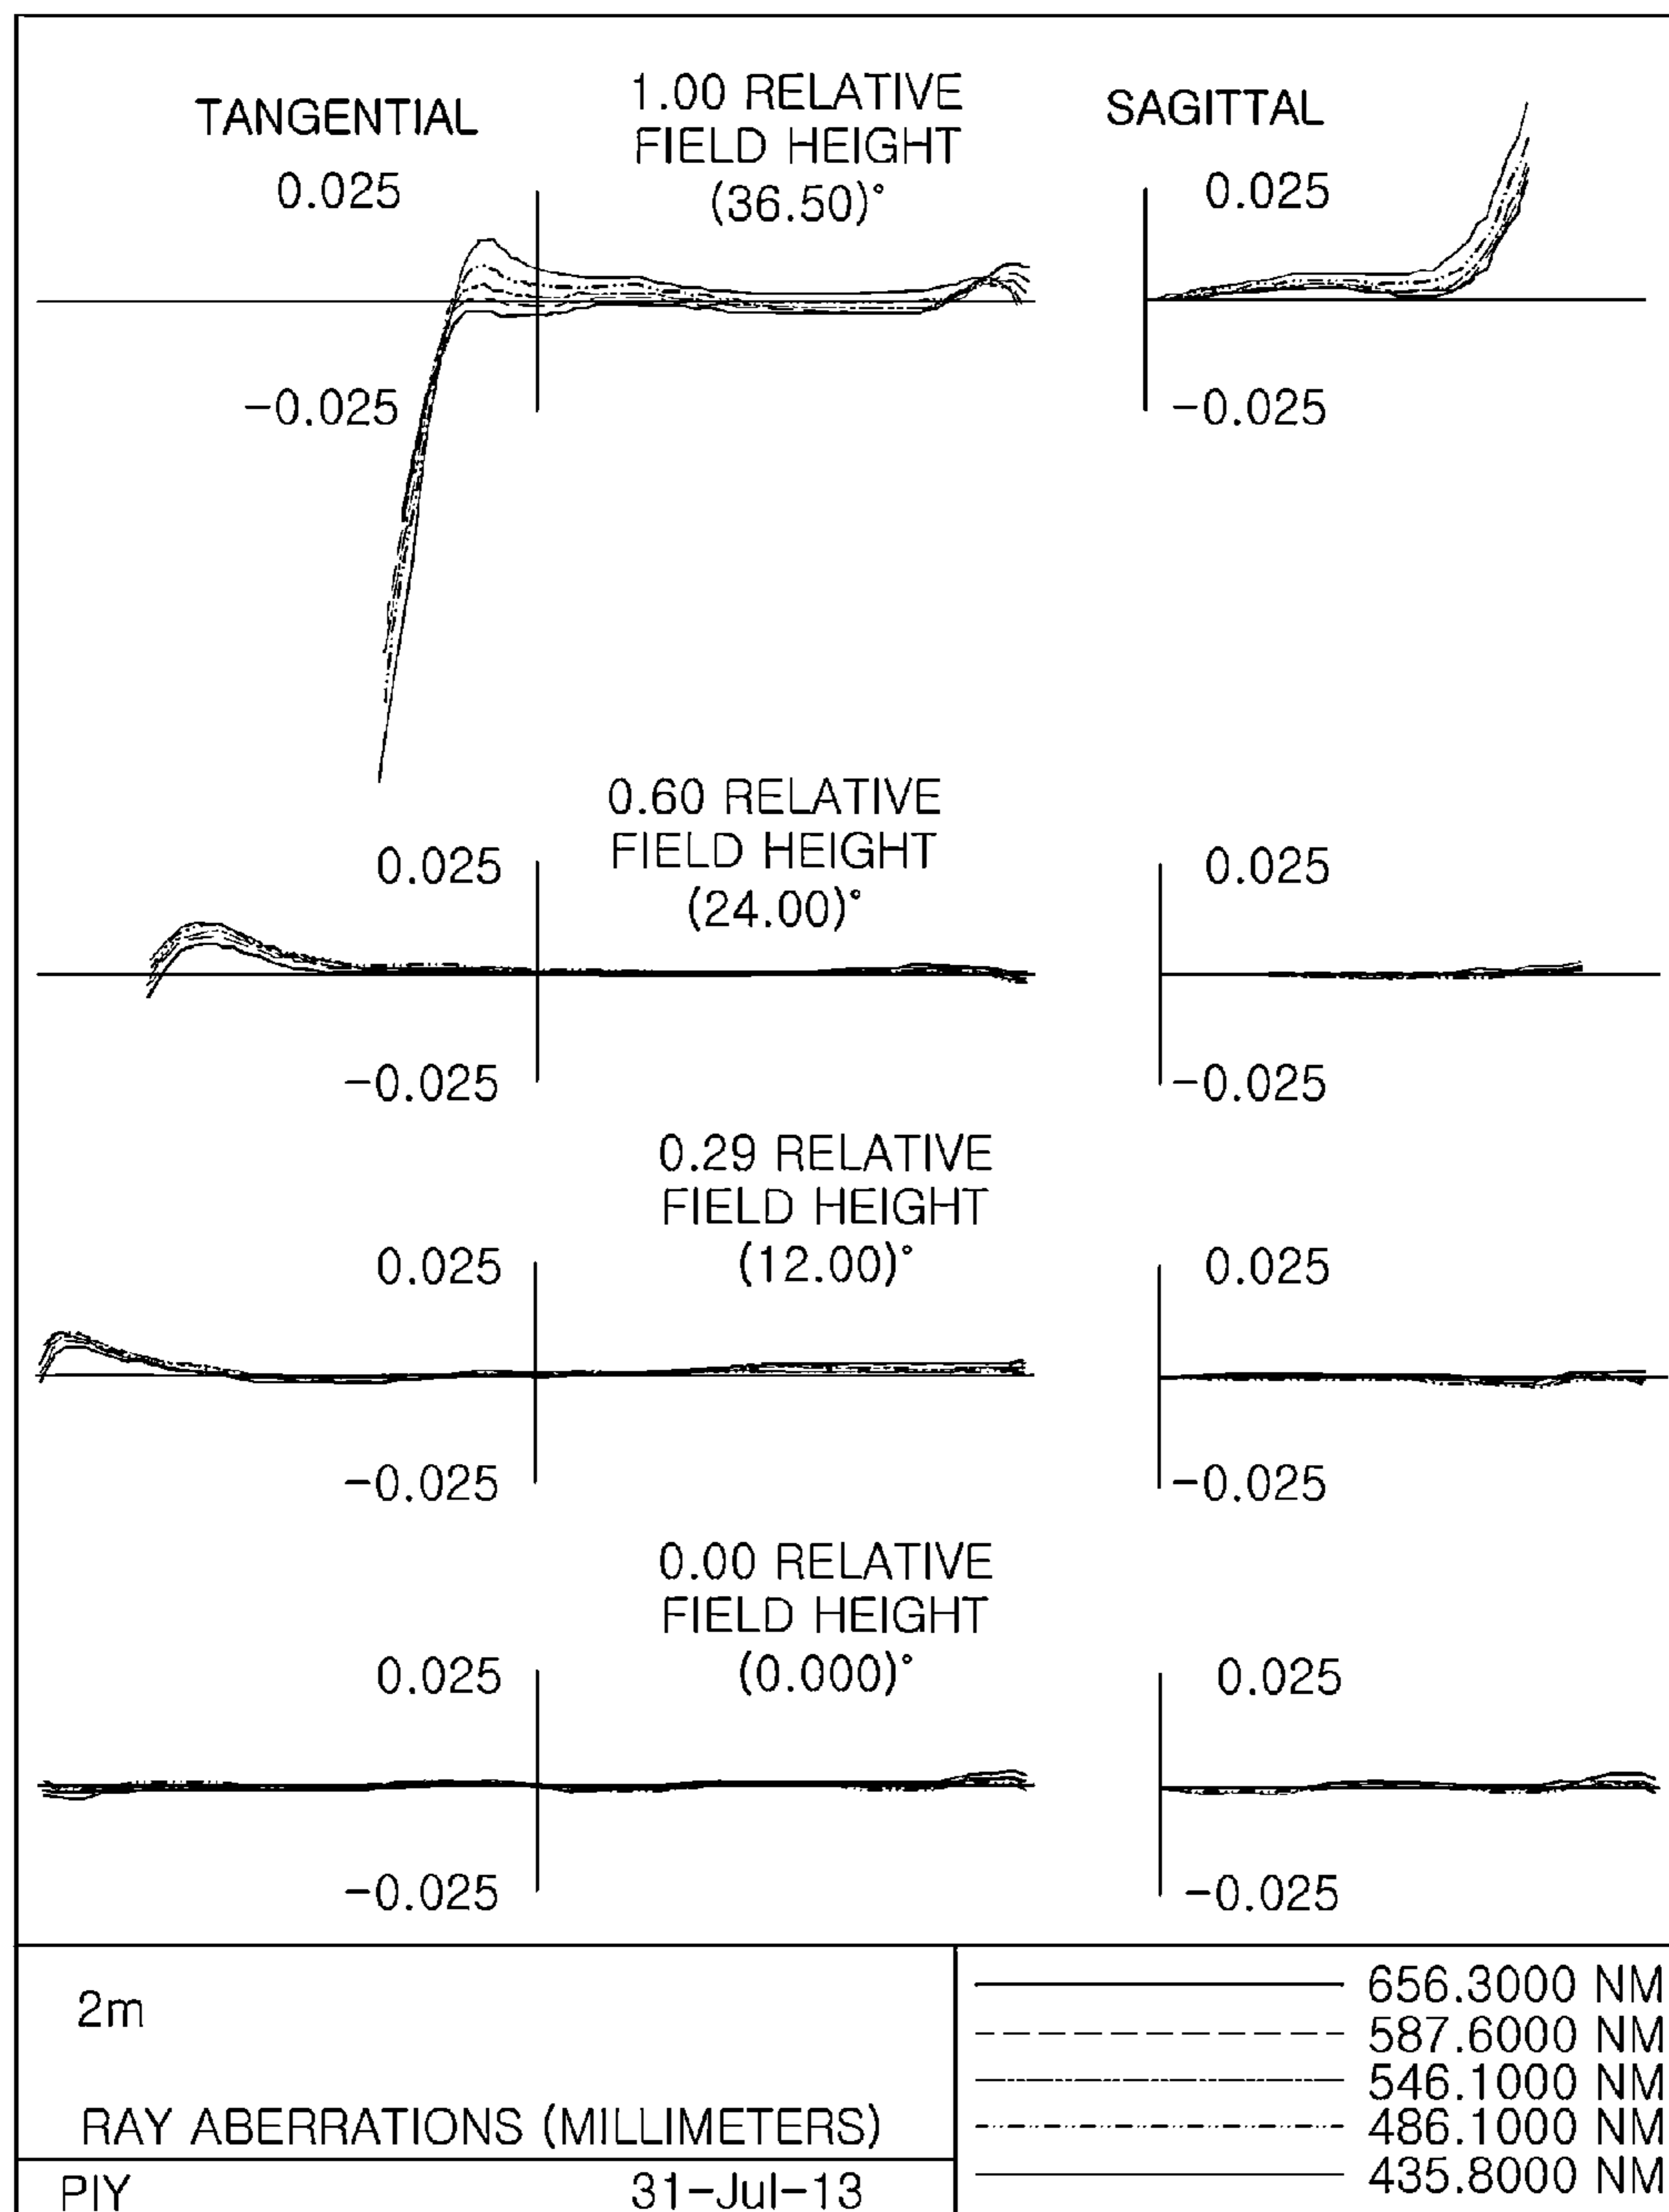 TANGENTIAL
1.00 RELATIVE
FIELD HEIGHT
(36.50)°
SAGITTAL
0.025
0.025
-0.025
-0.025
0.60 RELATIVE
FIELD HEIGHT
(24.00)°
0.025
0.025
-0.025
-0.025
0.29 RELATIVE
FIELD HEIGHT
(12.00)°
0.025
0.025
-0.025
-0.025
0.00 RELATIVE
FIELD HEIGHT
(0.000)°
0.025
0.025
-0.025
-0.025
2m
RAY ABERRATIONS (MILLIMETERS)
PIY 31-Jul-13
656.3000 NM
587.6000 NM
546.1000 NM
486.1000 NM
435.8000 NM